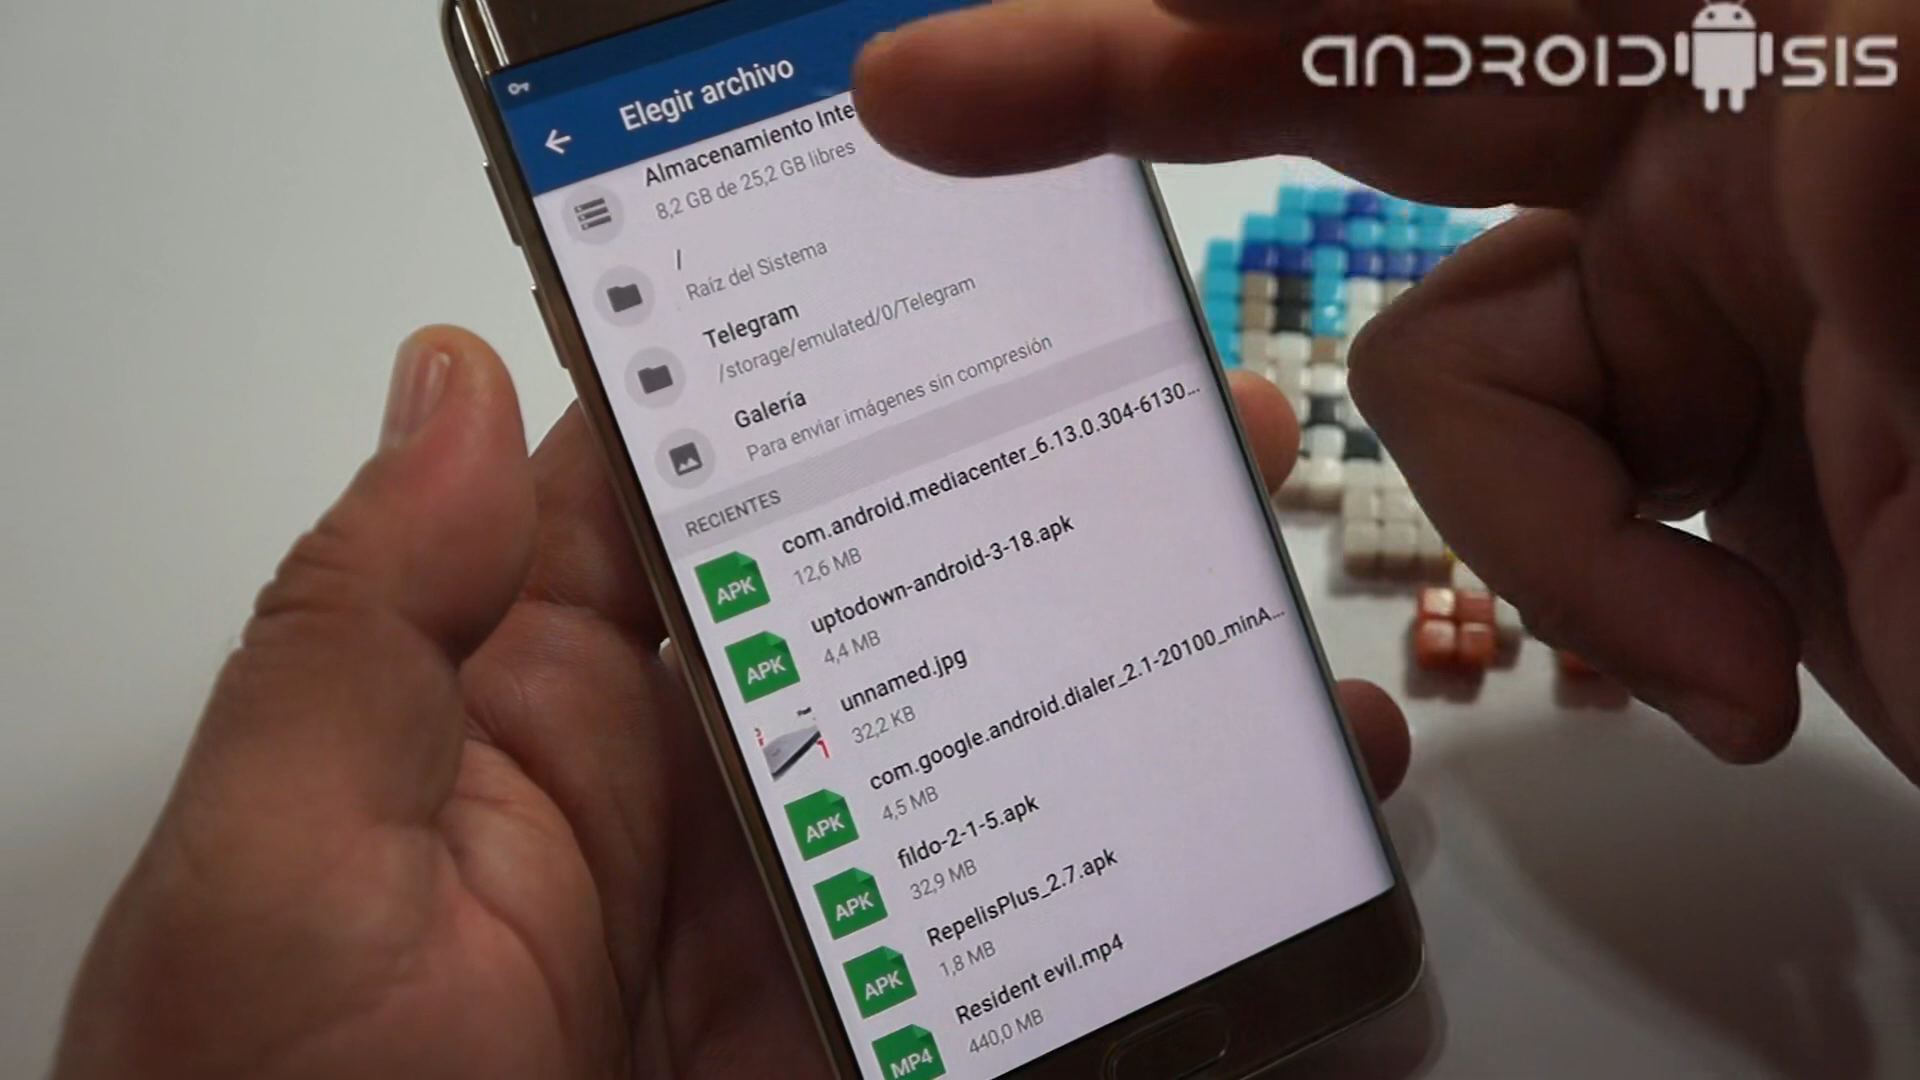 ANDROIDSIS
Elegir archivo
Almacenamiento Inte
8,2 GB de 25,2 GB libres
/
Raíz del Sistema
Telegram
/storage/emulated/0/Telegram
Galería
Para enviar imágenes sin compresión
RECIENTES
com.android.mediacenter_6.13.0.304-6130...
APK
12,6 MB
uptodown-android-3-18.apk
APK
4,4 MB
unnamed.jpg
32,2 KB
com.google.android.dialer_2.1-20100_minA...
APK
4,5 MB
fildo-2-1-5.apk
APK
32,9 MB
RepelisPlus_2.7.apk
APK
1,8 MB
Resident evil.mp4
MP4
440,0 MB